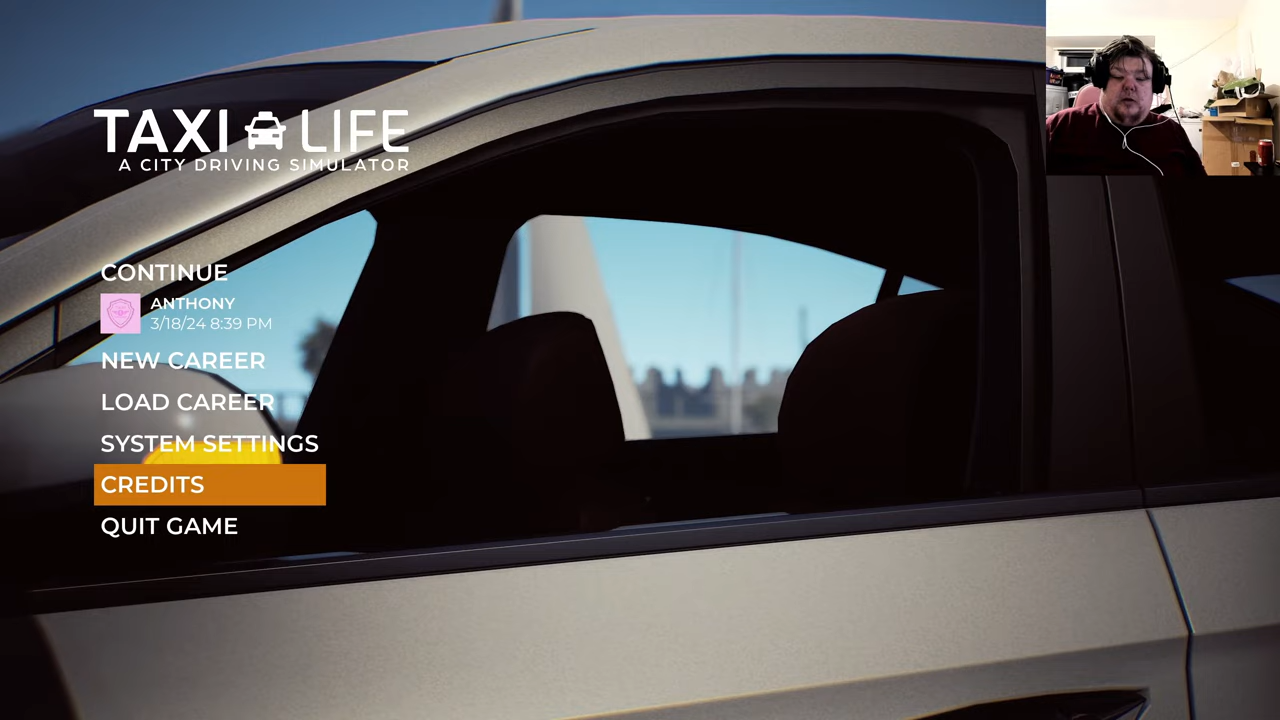 TAXI LIFE
A CITY DRIVING SIMULATOR
CONTINUE
ANTHONY
3/18/24 8:39 PM
NEW CAREER
LOAD CAREER
SYSTEM SETTINGS
CREDITS
QUIT GAME